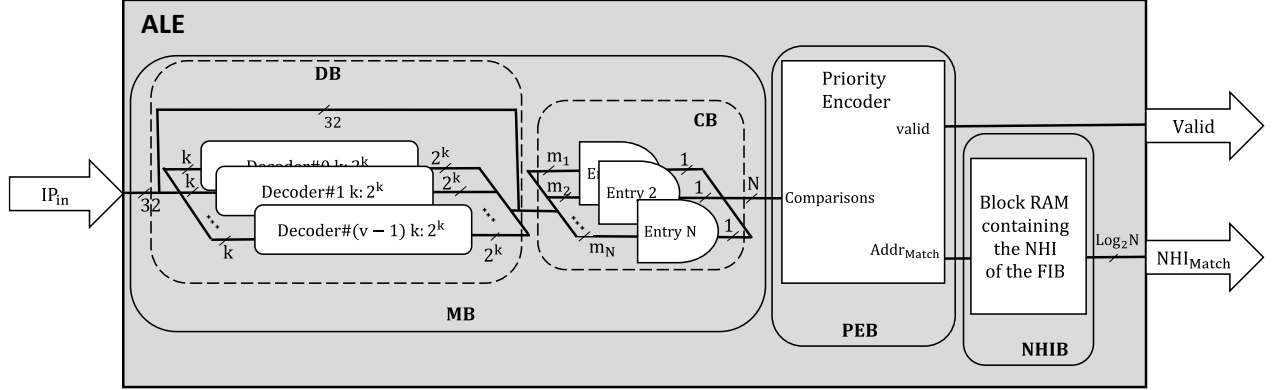 ALE
DB
32
Decoder#0 k: 2^k
k
2^k
Decoder#1 k: 2^k
k
2^k
Decoder#(v − 1) k: 2^k
k
2^k
IP_in
32
CB
m_1
m_2
m_N
E
Entry 2
Entry N
1
1
1
N
MB
Priority
Encoder
valid
Comparisons
Addr_Match
PEB
Block RAM
containing
the NHI
of the FIB
NHIB
Log_2N
Valid
NHI_Match